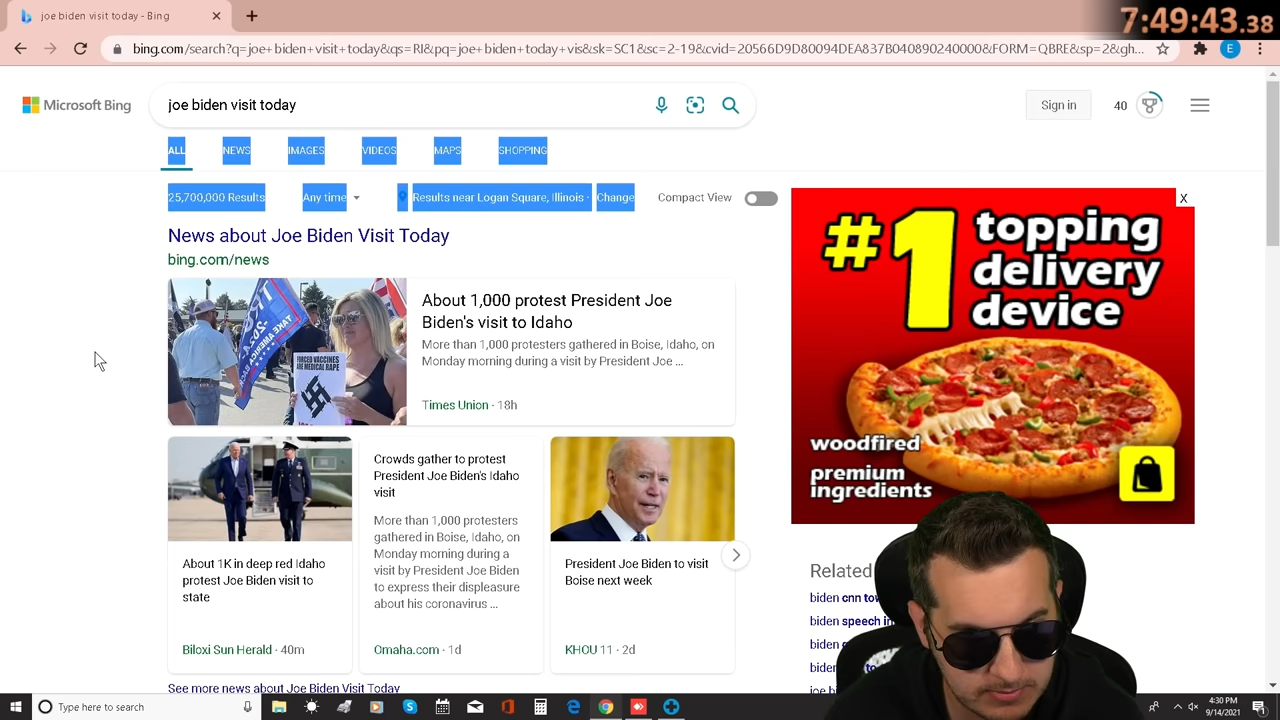 joe biden visit today - Bing
7:49:43.38
bing.com/search?q=joe+biden+visit+today&qs=RI&pq=joe+biden+today+vis&sk=SC1&sc=2-19&cvid=20566D9D80094DEA837B0408902400008&FORM=QBRE&sp=2&gh...
E
Microsoft Bing
joe biden visit today
Sign in
40
ALL
NEWS
IMAGES
VIDEOS
MAPS
SHOPPING
25,700,000 Results
Any time
Results near Logan Square, Illinois ·
Change
Compact View
News about Joe Biden Visit Today
bing.com/news
FORCED VACCINES
ARE MEDICAL RAPE
About 1,000 protest President Joe
Biden's visit to Idaho
More than 1,000 protesters gathered in Boise, Idaho, on
Monday morning during a visit by President Joe ...
Times Union · 18h
About 1K in deep red Idaho
protest Joe Biden visit to
state
Biloxi Sun Herald · 40m
Crowds gather to protest
President Joe Biden's Idaho
visit
More than 1,000 protesters
gathered in Boise, Idaho, on
Monday morning during a
visit by President Joe Biden
to express their displeasure
about his coronavirus ...
Omaha.com · 1d
President Joe Biden to visit
Boise next week
KHOU 11 · 2d
See more news about Joe Biden Visit Today
X
#1 topping
delivery
device
woodfired
premium
ingredients
Related
biden cnn tow
biden speech in
biden
biden
joe bi
Type here to search
4:30 PM
9/14/2021